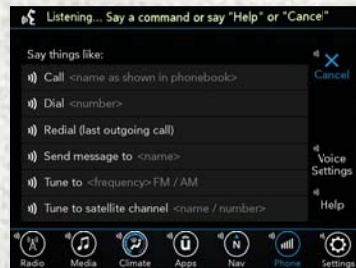 Listening... Say a command or say "Help" or "Cancel"
Say things like:
Call <name as shown in phonebook>
Dial <number>
Redial (last outgoing call)
Send message to <name>
Tune to <frequency> FM / AM
Tune to satellite channel <name / number>
Cancel
Voice Settings
Help
Radio
Media
Climate
Apps
Nav
Phone
Settings